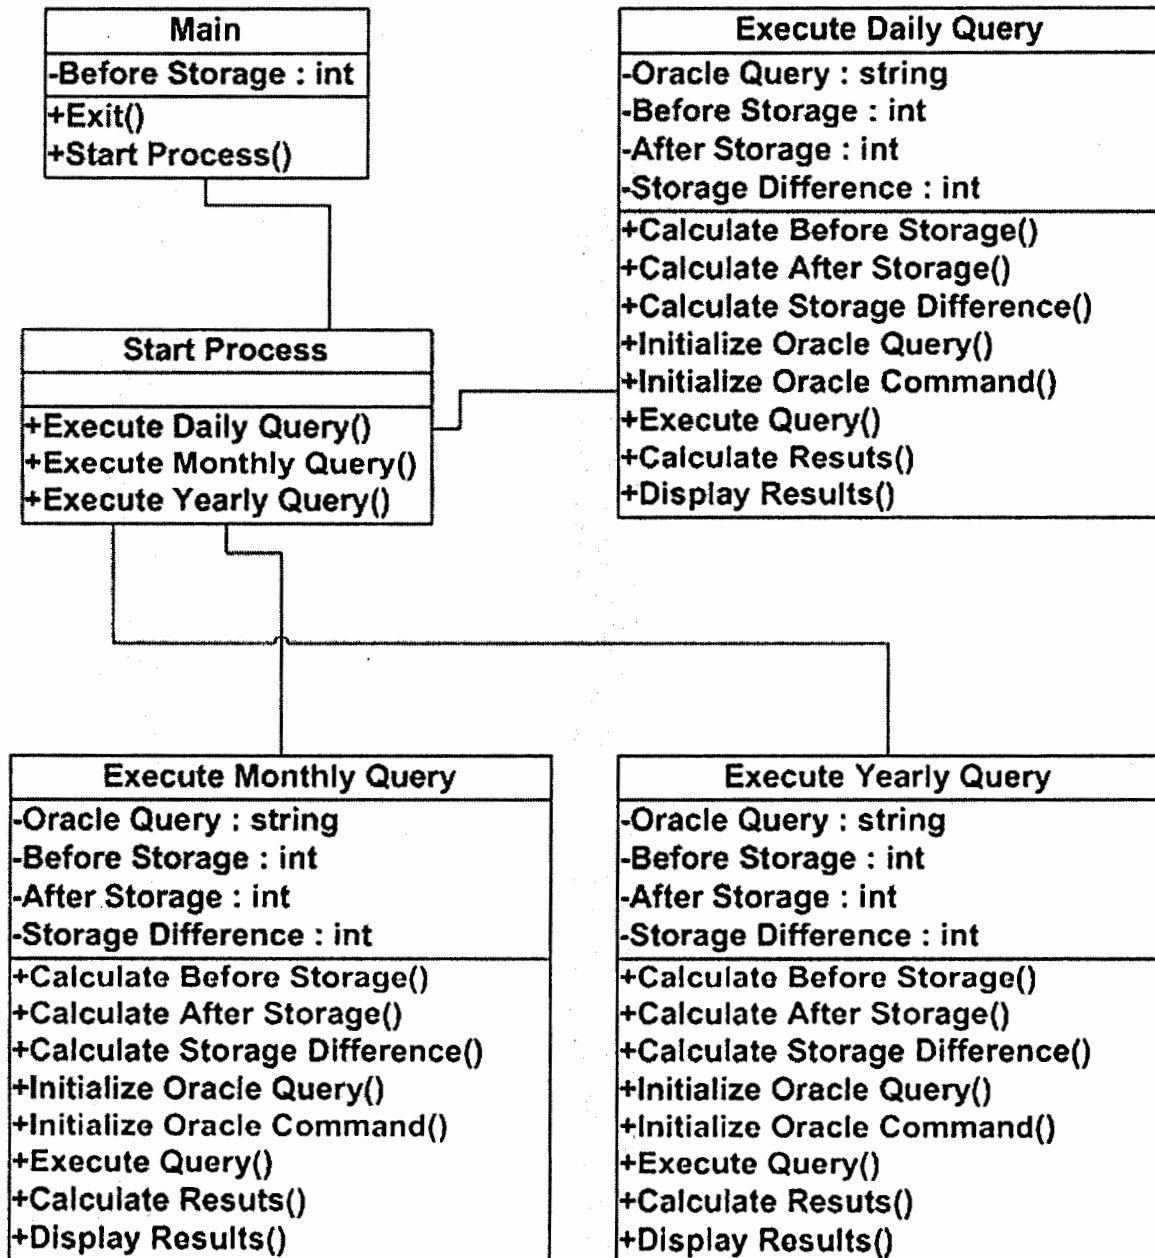 Main
-Before Storage : int
+Exit()
+Start Process()
Execute Daily Query
-Oracle Query : string
-Before Storage : int
-After Storage : int
-Storage Difference : int
+Calculate Before Storage()
+Calculate After Storage()
+Calculate Storage Difference()
+Initialize Oracle Query()
+Initialize Oracle Command()
+Execute Query()
+Calculate Resuts()
+Display Results()
Start Process
+Execute Daily Query()
+Execute Monthly Query()
+Execute Yearly Query()
Execute Monthly Query
-Oracle Query : string
-Before Storage : int
-After Storage : int
-Storage Difference : int
+Calculate Before Storage()
+Calculate After Storage()
+Calculate Storage Difference()
+Initialize Oracle Query()
+Initialize Oracle Command()
+Execute Query()
+Calculate Resuts()
+Display Results()
Execute Yearly Query
-Oracle Query : string
-Before Storage : int
-After Storage : int
-Storage Difference : int
+Calculate Before Storage()
+Calculate After Storage()
+Calculate Storage Difference()
+Initialize Oracle Query()
+Initialize Oracle Command()
+Execute Query()
+Calculate Resuts()
+Display Results()